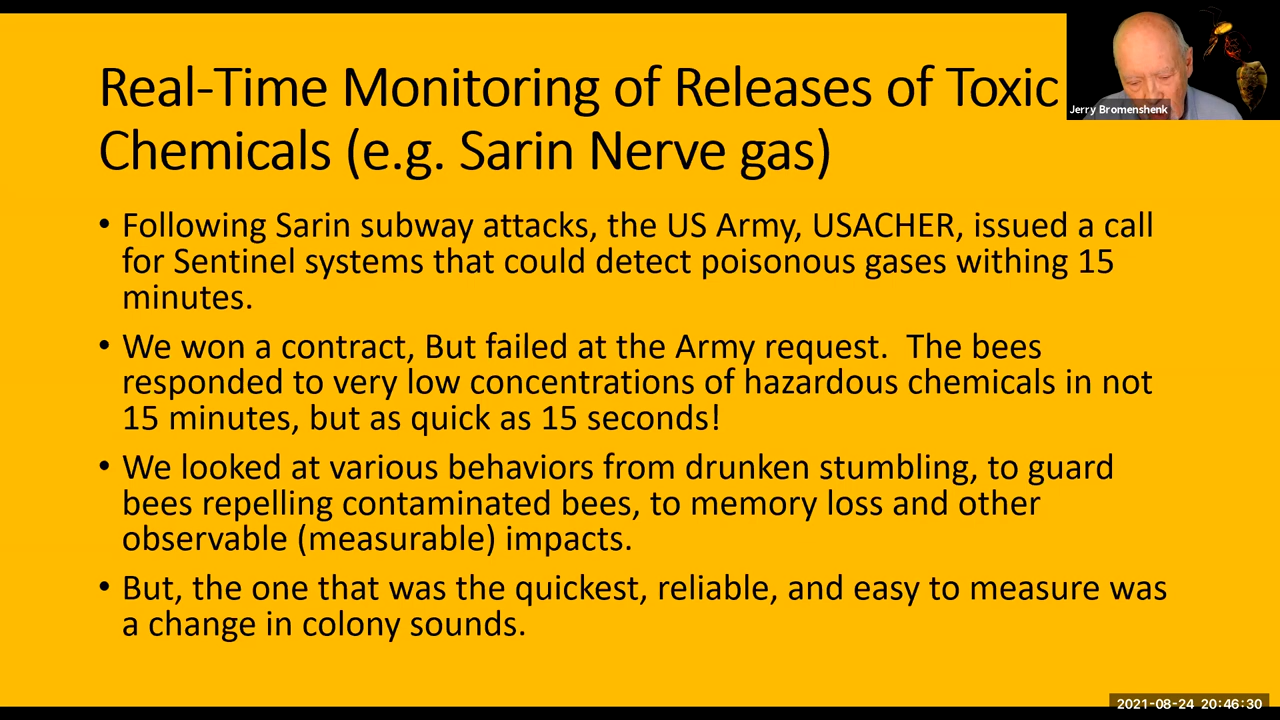 Real-Time Monitoring of Releases of Toxic
Chemicals (e.g. Sarin Nerve gas)
Jerry Bromenshenk
• Following Sarin subway attacks, the US Army, USACHER, issued a call
for Sentinel systems that could detect poisonous gases withing 15
minutes.
• We won a contract, But failed at the Army request.  The bees
responded to very low concentrations of hazardous chemicals in not
15 minutes, but as quick as 15 seconds!
• We looked at various behaviors from drunken stumbling, to guard
bees repelling contaminated bees, to memory loss and other
observable (measurable) impacts.
• But, the one that was the quickest, reliable, and easy to measure was
a change in colony sounds.
2021-08-24 20:46:30